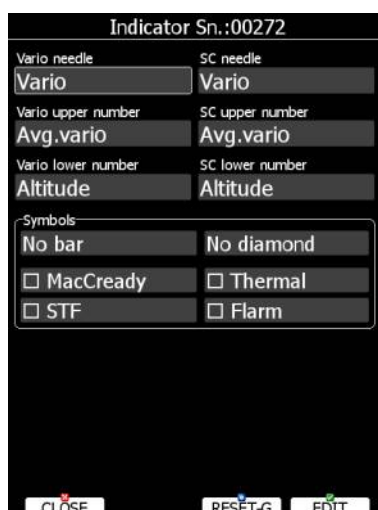 Indicator Sn.:00272
Vario needle SC needle
Vario Vario
Vario upper number SC upper number
Avg.vario Avg.vario
Vario lower number SC lower number
Altitude Altitude
Symbols
No bar No diamond
MacCready Thermal
STF Flarm
CLOSE RESET-G EDIT